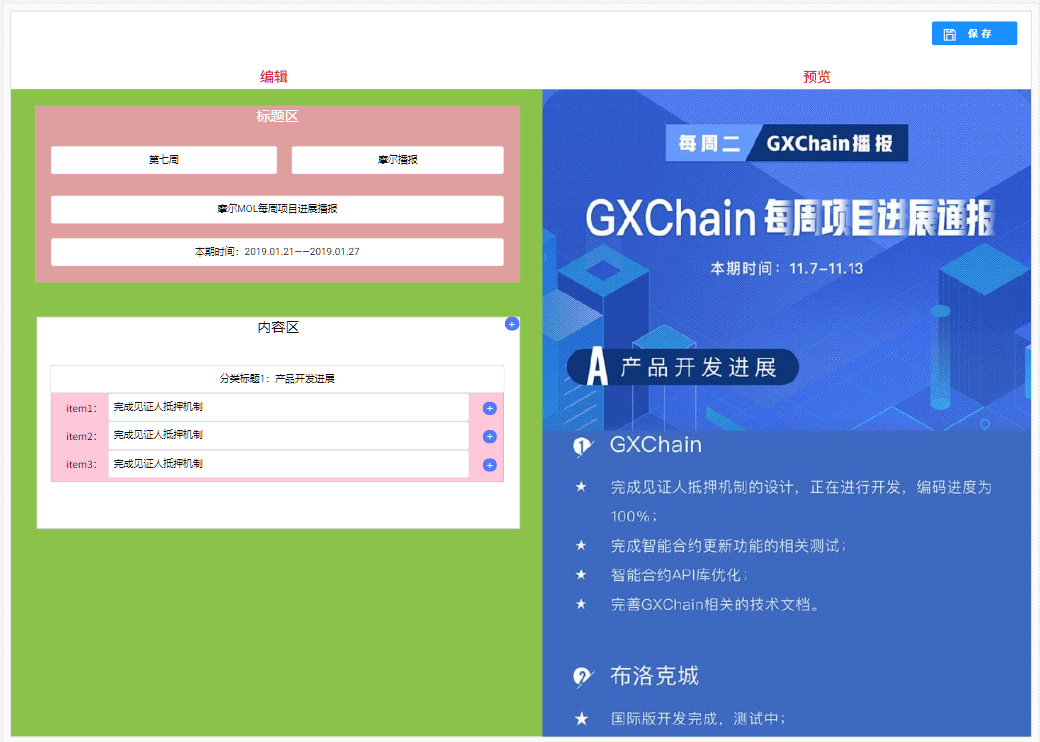 保存
编辑
预览
标题区
第七周
摩尔播报
摩尔MOL每周项目进展播报
本期时间：2019.01.21——2019.01.27
内容区
分类标题1：产品开发进展
item1：
完成见证人抵押机制
item2：
完成见证人抵押机制
item3：
完成见证人抵押机制
每周二
GXChain播报
GXChain每周项目进展通报
本期时间：11.7-11.13
A 产品开发进展
1 GXChain
★ 完成见证人抵押机制的设计，正在进行开发，编码进度为
100%；
★ 完成智能合约更新功能的相关测试；
★ 智能合约API库优化；
★ 完善GXChain相关的技术文档。
2 布洛克城
★ 国际版开发完成，测试中；